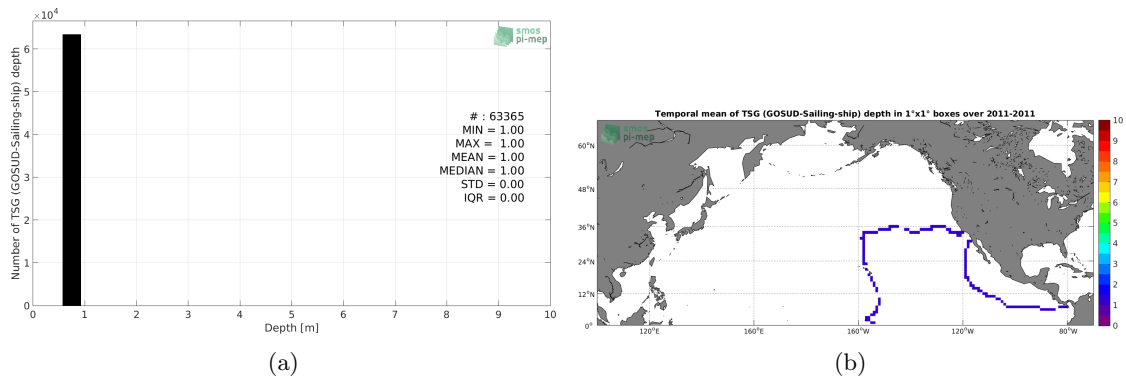 ×10⁴
6
5
4
3
2
1
0
Number of TSG (GOSUD-Sailing-ship) depth
smos
pi-mep
# : 63365
MIN = 1.00
MAX = 1.00
MEAN = 1.00
MEDIAN = 1.00
STD = 0.00
IQR = 0.00
0 1 2 3 4 5 6 7 8 9 10
Depth [m]
(a)
Temporal mean of TSG (GOSUD-Sailing-ship) depth in 1°x1° boxes over 2011-2011
smos
pi-mep
60°N
48°N
36°N
24°N
12°N
0°
120°E 160°E 160°W 120°W 80°W
10
9
8
7
6
5
4
3
2
1
0
(b)